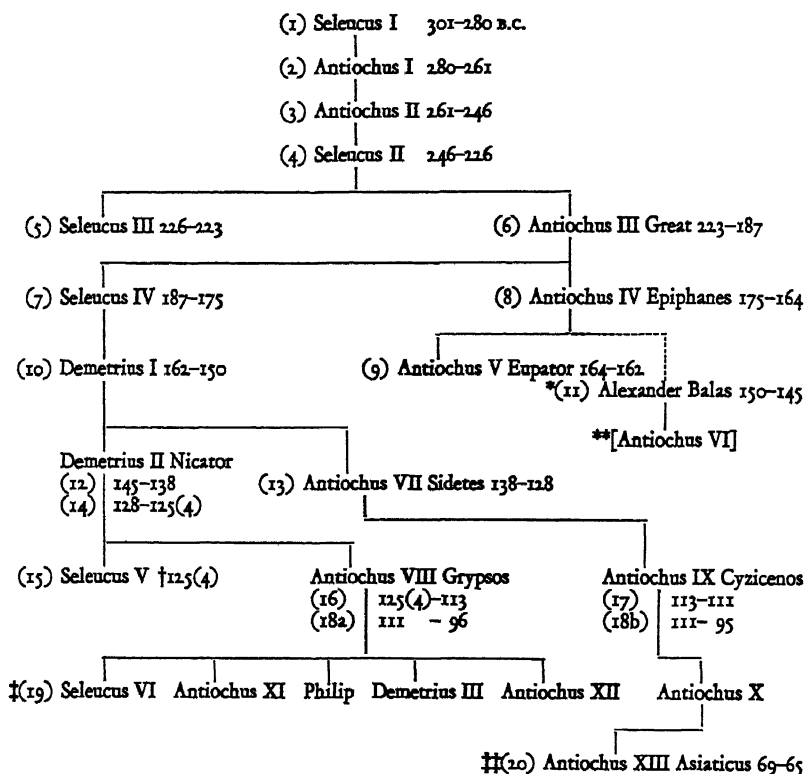 (1) Seleucus I 301–280 B.C.
(2) Antiochus I 280–261
(3) Antiochus II 261–246
(4) Seleucus II 246–226
(5) Seleucus III 226–223 (6) Antiochus III Great 223–187
(7) Seleucus IV 187–175 (8) Antiochus IV Epiphanes 175–164
(10) Demetrius I 162–150 (9) Antiochus V Eupator 164–162
*(11) Alexander Balas 150–145
**[Antiochus VI]
Demetrius II Nicator
(12) 145–138 (13) Antiochus VII Sidetes 138–128
(14) 128–125(4)
(15) Seleucus V †125(4) Antiochus VIII Grypsos Antiochus IX Cyzicenos
(16) 125(4)–113 (17) 113–111
(18a) 111 – 96 (18b) 111– 95
‡(19) Seleucus VI Antiochus XI Philip Demetrius III Antiochus XII Antiochus X
‡‡(20) Antiochus XIII Asiaticus 69–65